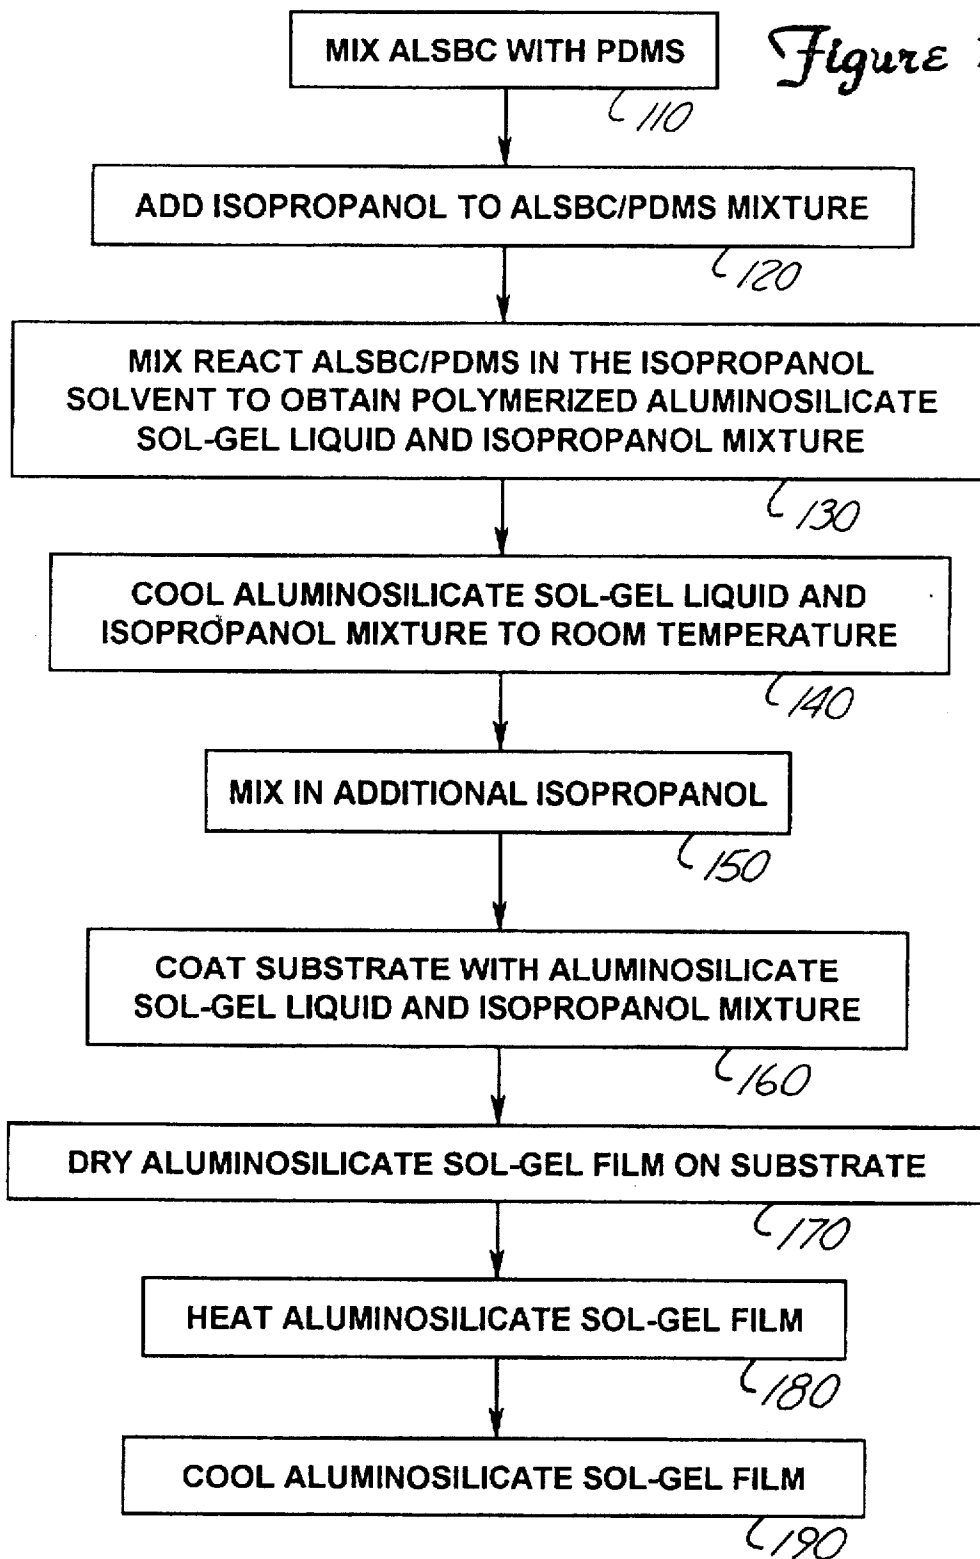 MIX ALSBC WITH PDMS
Figure
110
ADD ISOPROPANOL TO ALSBC/PDMS MIXTURE
120
MIX REACT ALSBC/PDMS IN THE ISOPROPANOL
SOLVENT TO OBTAIN POLYMERIZED ALUMINOSILICATE
SOL-GEL LIQUID AND ISOPROPANOL MIXTURE
130
COOL ALUMINOSILICATE SOL-GEL LIQUID AND
ISOPROPANOL MIXTURE TO ROOM TEMPERATURE
140
MIX IN ADDITIONAL ISOPROPANOL
150
COAT SUBSTRATE WITH ALUMINOSILICATE
SOL-GEL LIQUID AND ISOPROPANOL MIXTURE
160
DRY ALUMINOSILICATE SOL-GEL FILM ON SUBSTRATE
170
HEAT ALUMINOSILICATE SOL-GEL FILM
180
COOL ALUMINOSILICATE SOL-GEL FILM
190